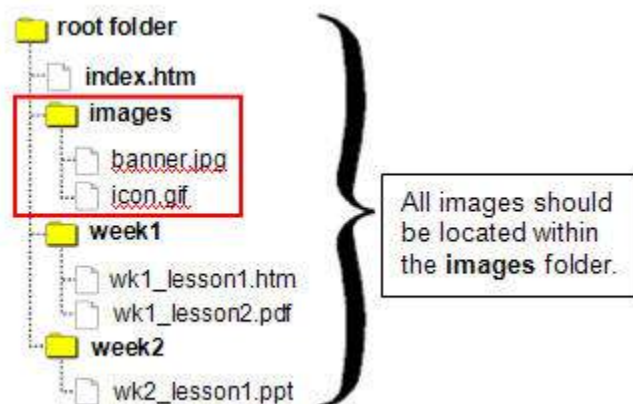 root folder
index.htm
images
banner.jpg
icon.gif
week1
wk1_lesson1.htm
wk1_lesson2.pdf
week2
wk2_lesson1.ppt
All images should
be located within
the images folder.